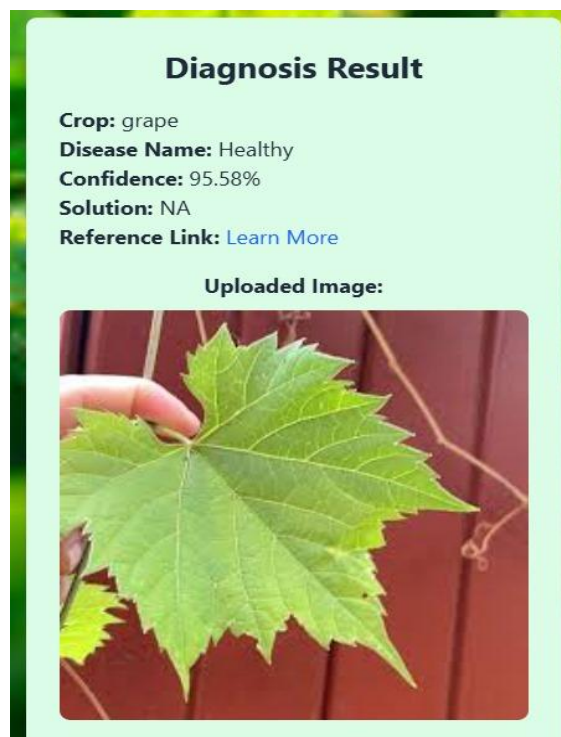 Diagnosis Result
Crop: grape
Disease Name: Healthy
Confidence: 95.58%
Solution: NA
Reference Link: Learn More
Uploaded Image: